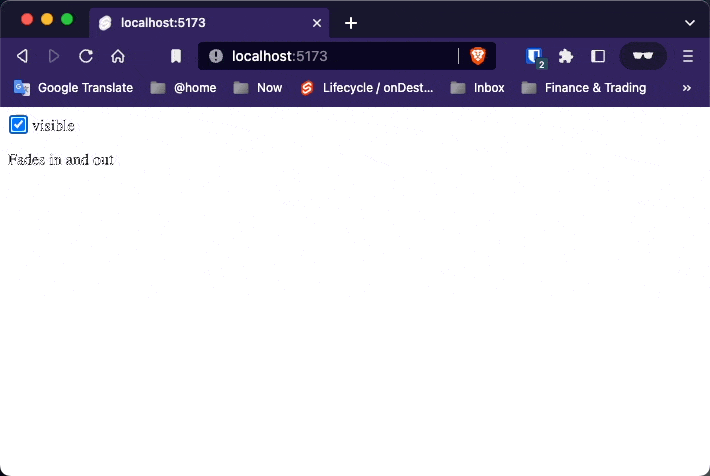 localhost:5173
localhost:5173
2
Google Translate @home Now Lifecycle / onDest... Inbox Finance & Trading »
visible
Fades in and out